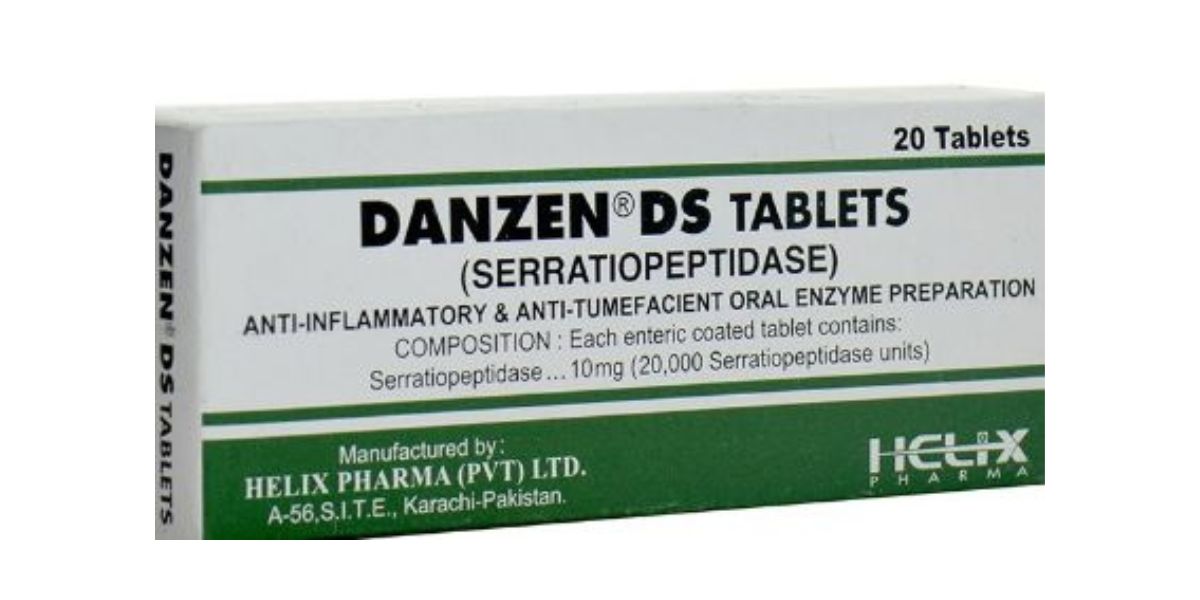 20 Tablets
DANZEN® DS TABLETS
(SERRATIOPEPTIDASE)
ANTI-INFLAMMATORY & ANTI-TUMEFACIENT ORAL ENZYME PREPARATION
COMPOSITION : Each enteric coated tablet contains:
Serratiopeptidase ... 10mg (20,000 Serratiopeptidase units)
Manufactured by:
HELIX PHARMA (PVT) LTD.
A-56,S.I.T.E., Karachi-Pakistan.
HELIX
PHARMA
DANZEN® DS TABLETS